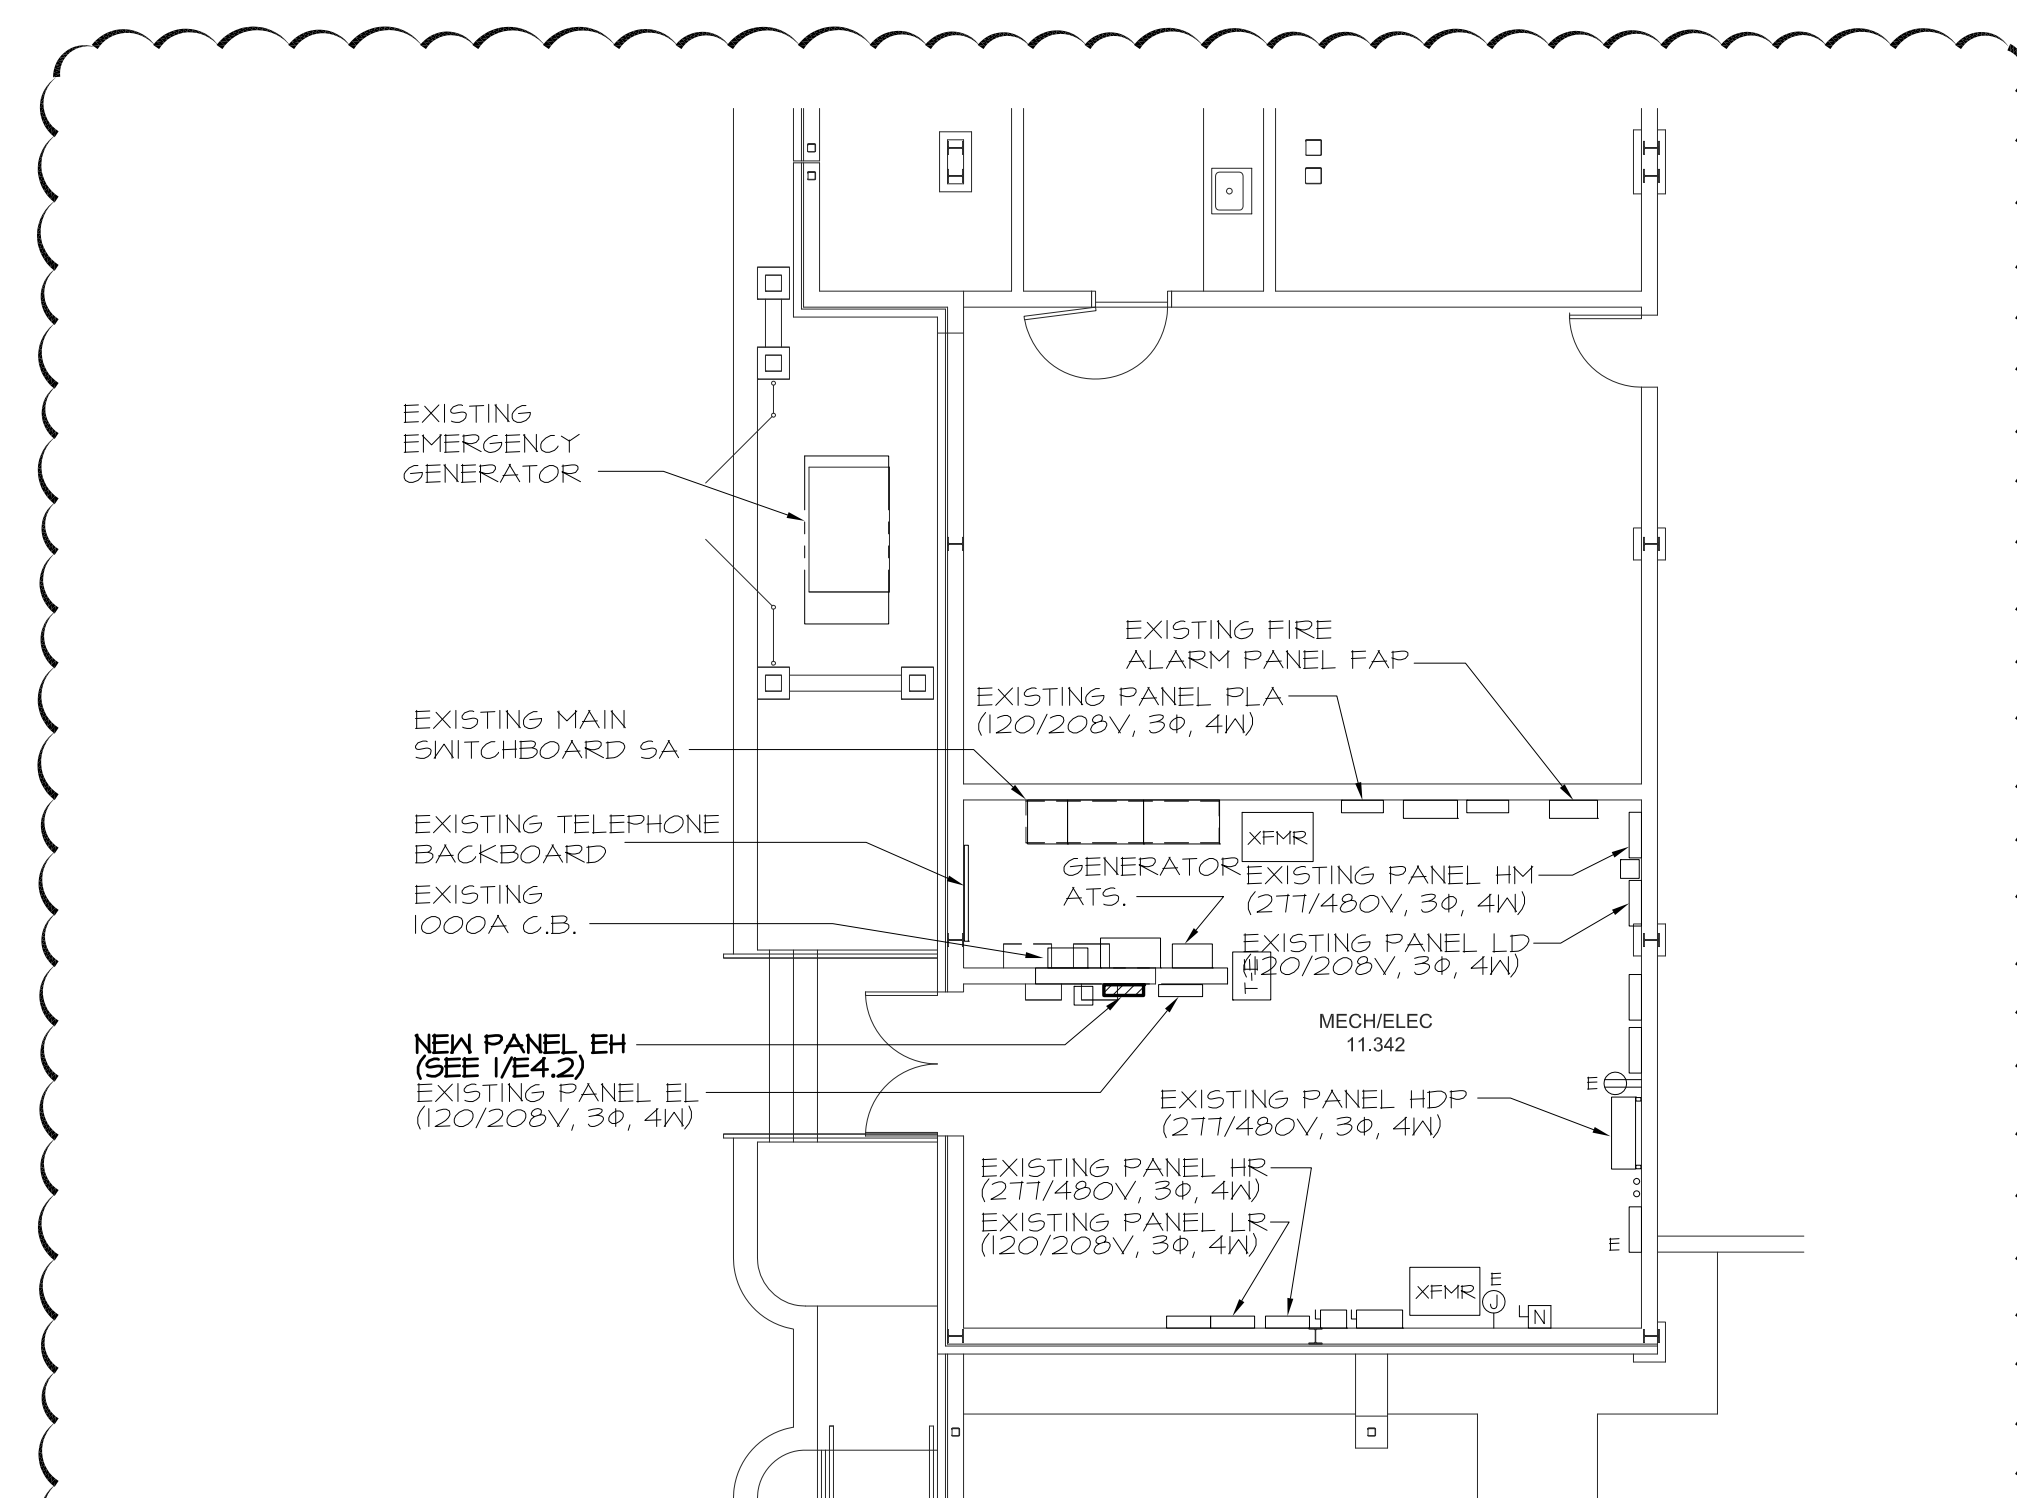 EXISTING
EMERGENCY
GENERATOR
EXISTING FIRE
ALARM PANEL FAP
EXISTING PANEL PLA
(120/208V, 3Φ, 4W)
EXISTING MAIN
SWITCHBOARD SA
EXISTING TELEPHONE
BACKBOARD
EXISTING
1000A C.B.
XFMR
GENERATOR
ATS.
EXISTING PANEL HM
(277/480V, 3Φ, 4W)
EXISTING PANEL LD
(120/208V, 3Φ, 4W)
MECH/ELEC
11.342
NEW PANEL EH
(SEE 1/E4.2)
EXISTING PANEL EL
(120/208V, 3Φ, 4W)
E
EXISTING PANEL HDP
(277/480V, 3Φ, 4W)
EXISTING PANEL HR
(277/480V, 3Φ, 4W)
EXISTING PANEL LR
(120/208V, 3Φ, 4W)
E
XFMR
E
J
N